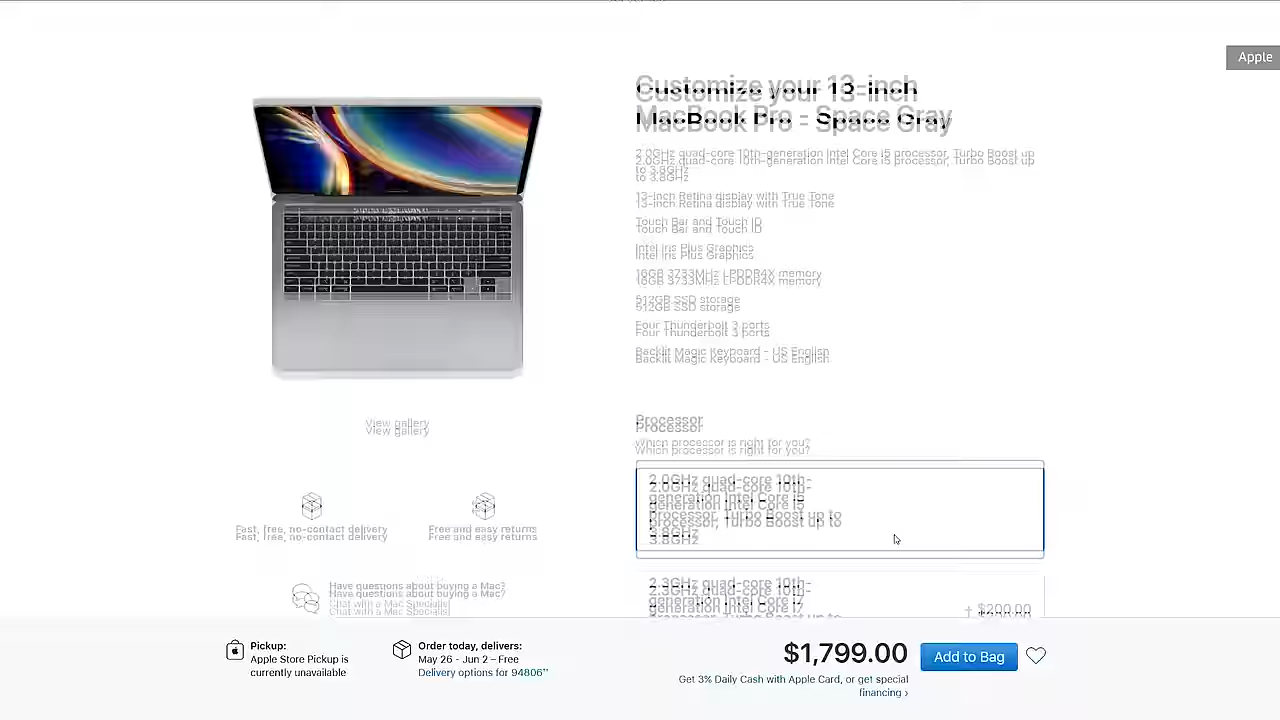 Apple
Customize your 13-inch
MacBook Pro - Space Gray
2.0GHz quad-core 10th-generation Intel Core i5 processor, Turbo Boost up
to 3.8GHz
13-inch Retina display with True Tone
Touch Bar and Touch ID
Intel Iris Plus Graphics
16GB 3733MHz LPDDR4X memory
512GB SSD storage
Four Thunderbolt 3 ports
Backlit Magic Keyboard - US English
View gallery
Processor
Which processor is right for you?
2.0GHz quad-core 10th-
generation Intel Core i5
processor, Turbo Boost up to
3.8GHz
Fast, free, no-contact delivery
Free and easy returns
Have questions about buying a Mac?
Chat with a Mac Specialist
2.3GHz quad-core 10th-
generation Intel Core i7
processor, Turbo Boost up to
+ $200.00
Pickup:
Apple Store Pickup is
currently unavailable
Order today, delivers:
May 26 - Jun 2 – Free
Delivery options for 94806**
$1,799.00
Add to Bag
Get 3% Daily Cash with Apple Card, or get special
financing ›